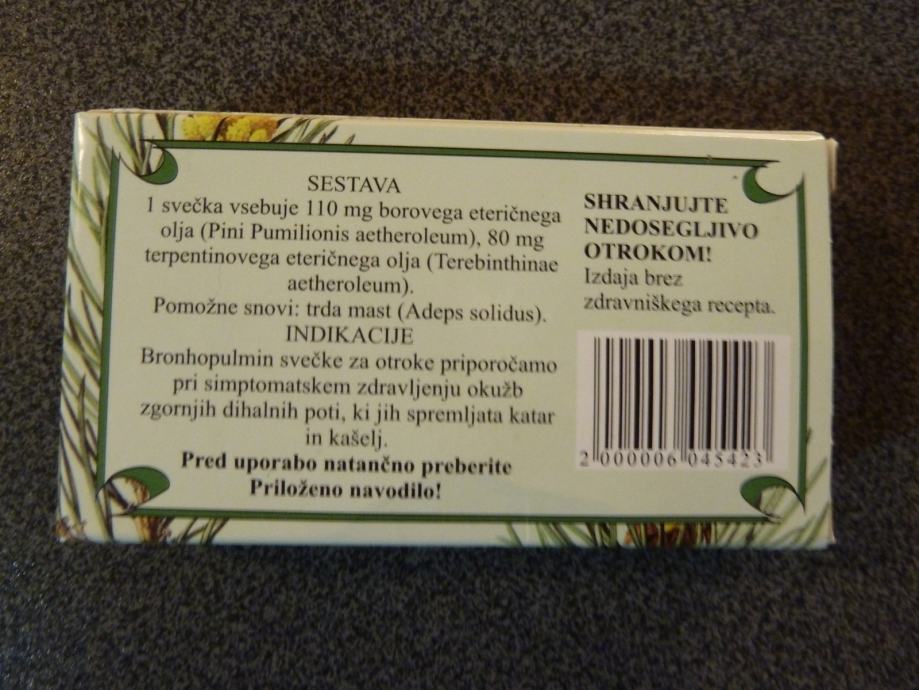 SESTAVA
1 svečka vsebuje 110 mg borovega eteričnega
olja (Pini Pumilionis aetheroleum), 80 mg
terpentinovega eteričnega olja (Terebinthinae
aetheroleum).
Pomožne snovi: trda mast (Adeps solidus).
INDIKACIJE
Bronhopulmin svečke za otroke priporočamo
pri simptomatskem zdravljenju okužb
zgornjih dihalnih poti, ki jih spremljata katar
in kašelj.
Pred uporabo natančno preberite
Priloženo navodilo!
SHRANJUJTE
NEDOSEGLJIVO
OTROKOM!
Izdaja brez
zdravniškega recepta.
2 000006 045423